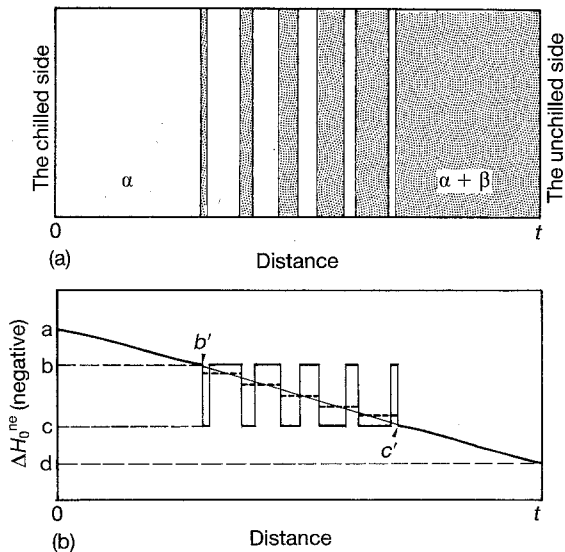 The chilled side
α
α + β
The unchilled side
0
t
(a)
Distance
ΔH₀ⁿᵉ (negative)
a
b
c
d
b′
c′
0
t
(b)
Distance